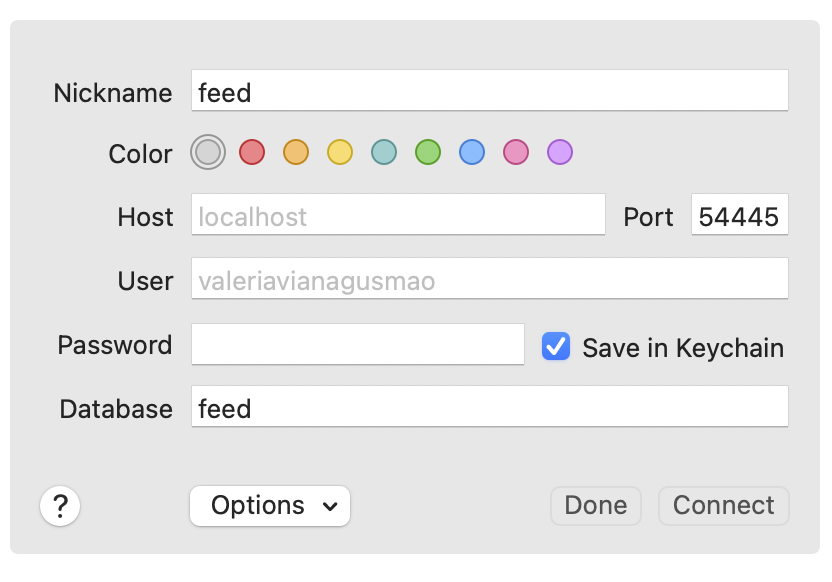 Nickname feed
Color
Host localhost Port 54445
User valeriavianagusmao
Password Save in Keychain
Database feed
? Options Done Connect